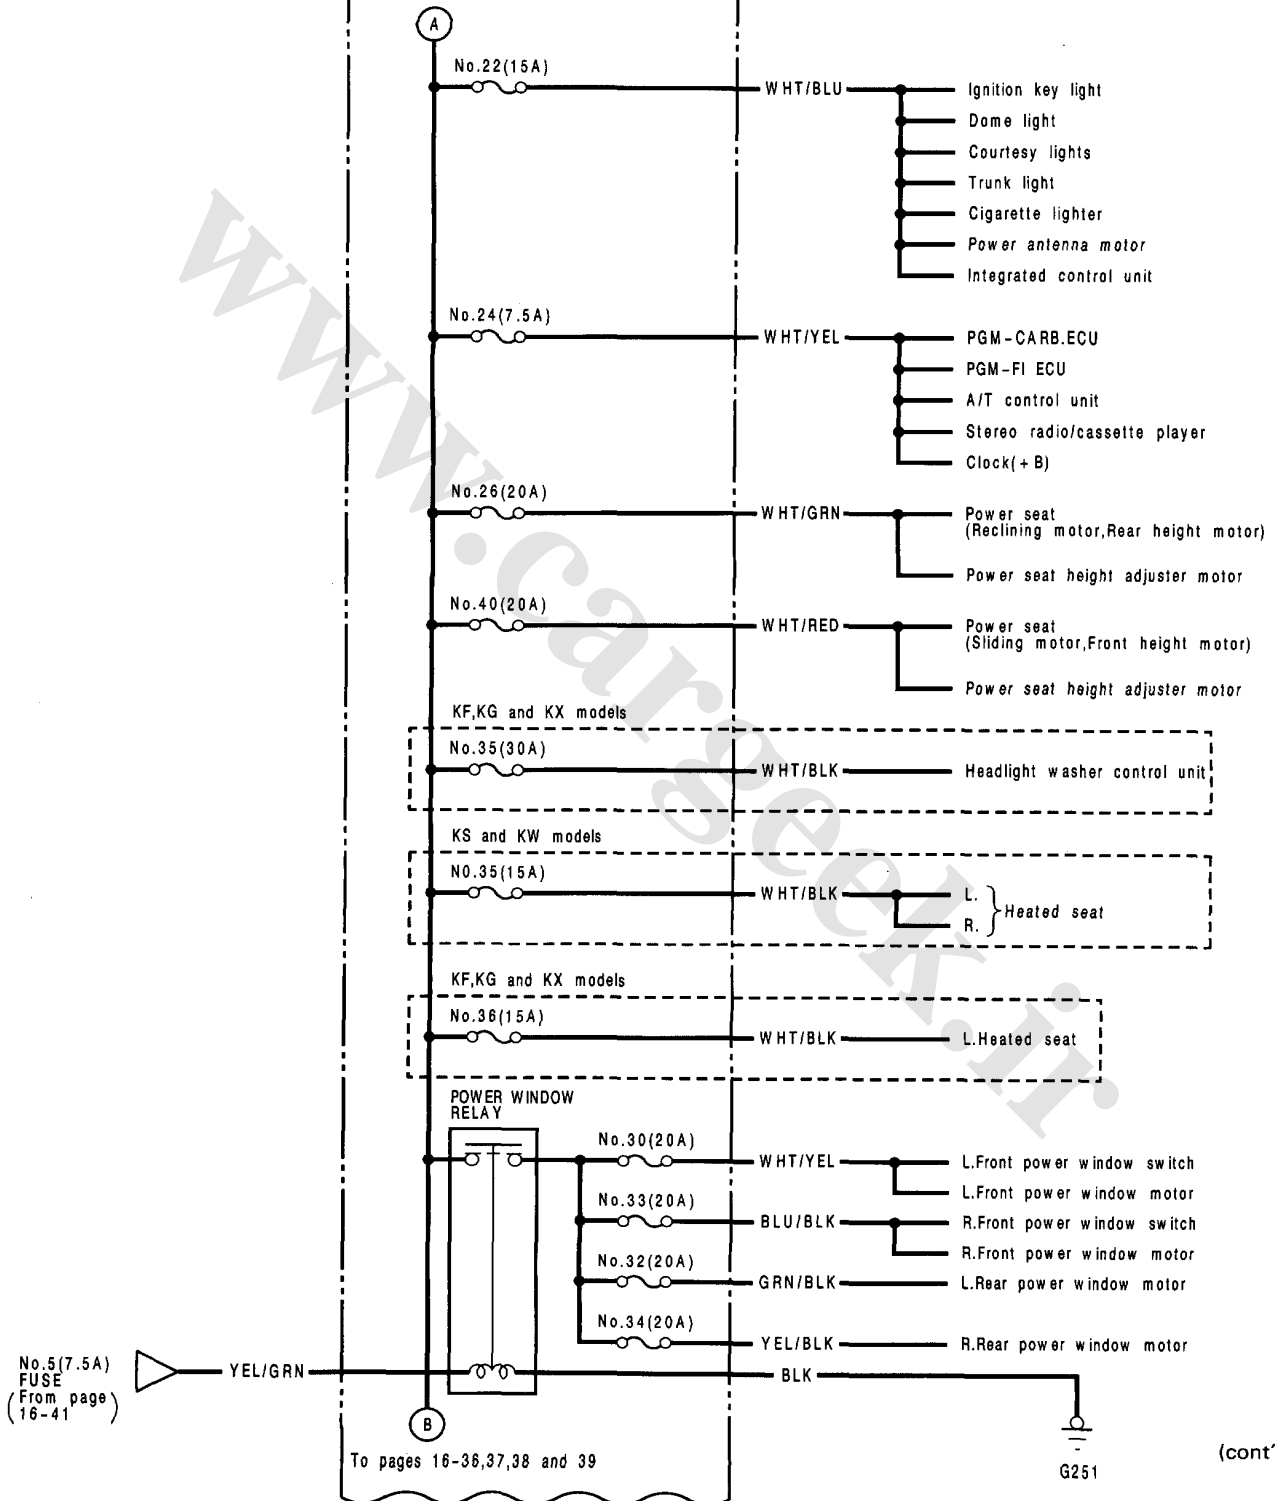 A
No.22(15A)
WHT/BLU
Ignition key light
Dome light
Courtesy lights
Trunk light
Cigarette lighter
Power antenna motor
Integrated control unit
No.24(7.5A)
WHT/YEL
PGM-CARB.ECU
PGM-FI ECU
A/T control unit
Stereo radio/cassette player
Clock(+B)
No.26(20A)
WHT/GRN
Power seat
(Reclining motor,Rear height motor)
Power seat height adjuster motor
No.40(20A)
WHT/RED
Power seat
(Sliding motor,Front height motor)
Power seat height adjuster motor
KF,KG and KX models
No.35(30A)
WHT/BLK
Headlight washer control unit
KS and KW models
N0.35(15A)
WHT/BLK
L.
R.
Heated seat
KF,KG and KX models
No.36(15A)
WHT/BLK
L.Heated seat
POWER WINDOW
RELAY
No.30(20A)
WHT/YEL
L.Front power window switch
L.Front power window motor
No.33(20A)
BLU/BLK
R.Front power window switch
R.Front power window motor
No.32(20A)
GRN/BLK
L.Rear power window motor
No.34(20A)
YEL/BLK
R.Rear power window motor
No.5(7.5A)
FUSE
(From page
16-41)
YEL/GRN
BLK
B
G251
To pages 16-36,37,38 and 39
(cont'
www.cargeek.ir